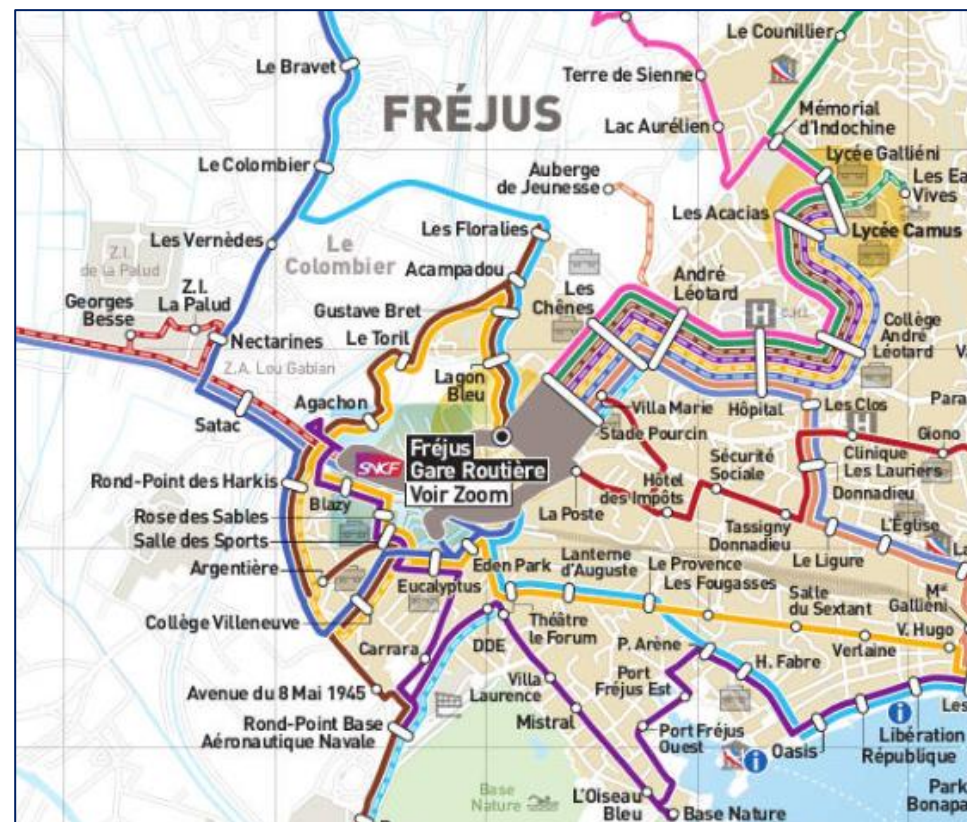 Le Counillier
Le Bravet
Terre de Sienne
FRÉJUS
Mémorial
d'Indochine
Lac Aurélien
Le Colombier
Auberge
de Jeunesse
Lycée Galliéni
Les Ea
Vives
Les Acacias
Les Vernèdes
Les Floralies
Lycée Camus
Z.I.
de la Palud
Le
Colombier
Acampadou
André
Léotard
Z.I.
La Palud
Georges
Besse
Gustave Bret
Les
Chênes
H
Collège
André
Léotard
Le Toril
Nectarines
Z.A. Lou Gabian
Lagon
Bleu
Agachon
Villa Marie
Hôpital
Les Clos
Para
Satac
Stade Pourcin
H
Fréjus
Gare Routière
Voir Zoom
SNCF
Giono
Clinique
Les Lauriers
Sécurité
Sociale
Rond-Point des Harkis
Hôtel
des Impôts
Blazy
La Poste
Donnadieu
Rose des Sables
Tassigny
Donnadieu
L'Église
Salle des Sports
La
Eden Park
Lanterne
d'Auguste
Le Provence
Le Ligure
Argentière
Eucalyptus
Les Fougasses
Mal
Galliéni
Salle
du Sextant
Collège Villeneuve
Théâtre
le Forum
V. Hugo
DDE
P. Arène
Verlaine
Carrara
Port
Fréjus Est
H. Fabre
Villa
Laurence
Avenue du 8 Mai 1945
Les
Rond-Point Base
Aéronautique Navale
Mistral
Port Fréjus
Ouest
Oasis
Libération
République
Base
Nature
L'Oiseau
Bleu
Base Nature
Park
Bonapa